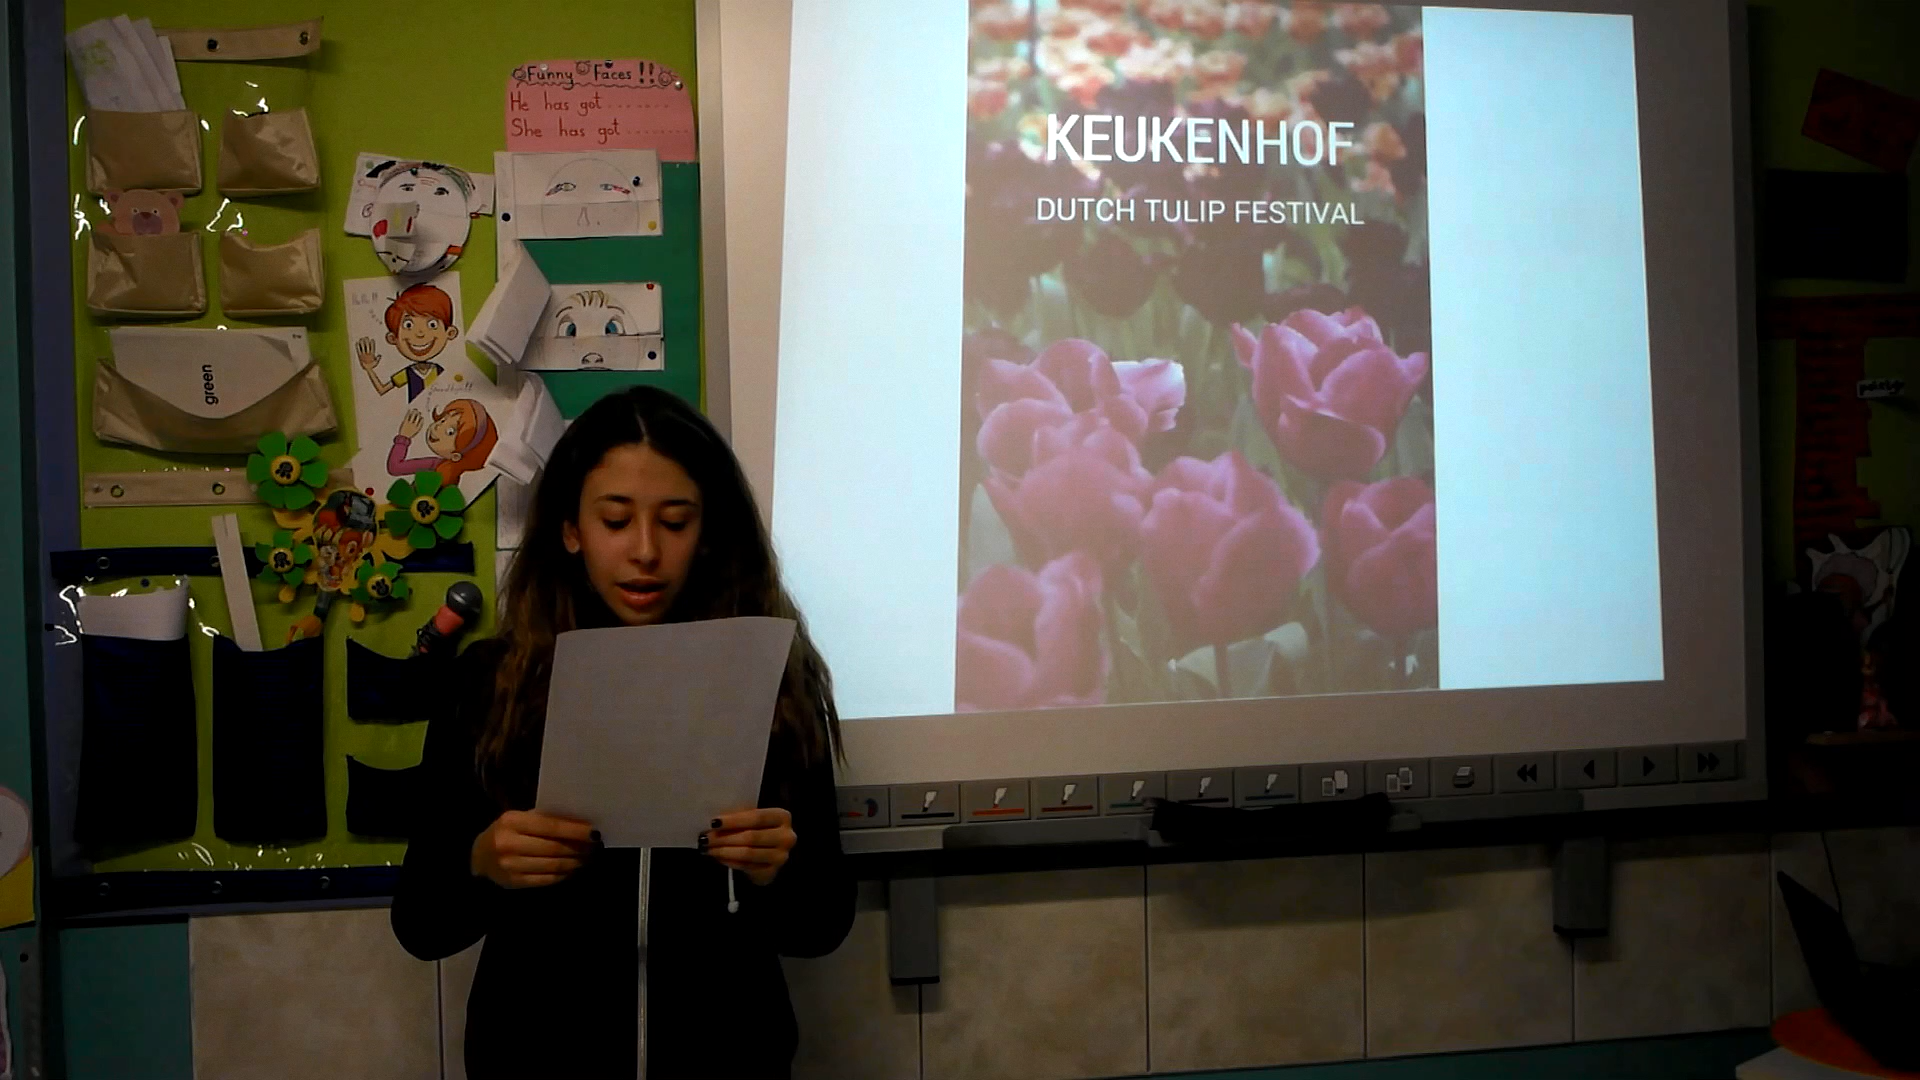 Funny Faces !!
He has got .......
She has got ........
green
KEUKENHOF
DUTCH TULIP FESTIVAL